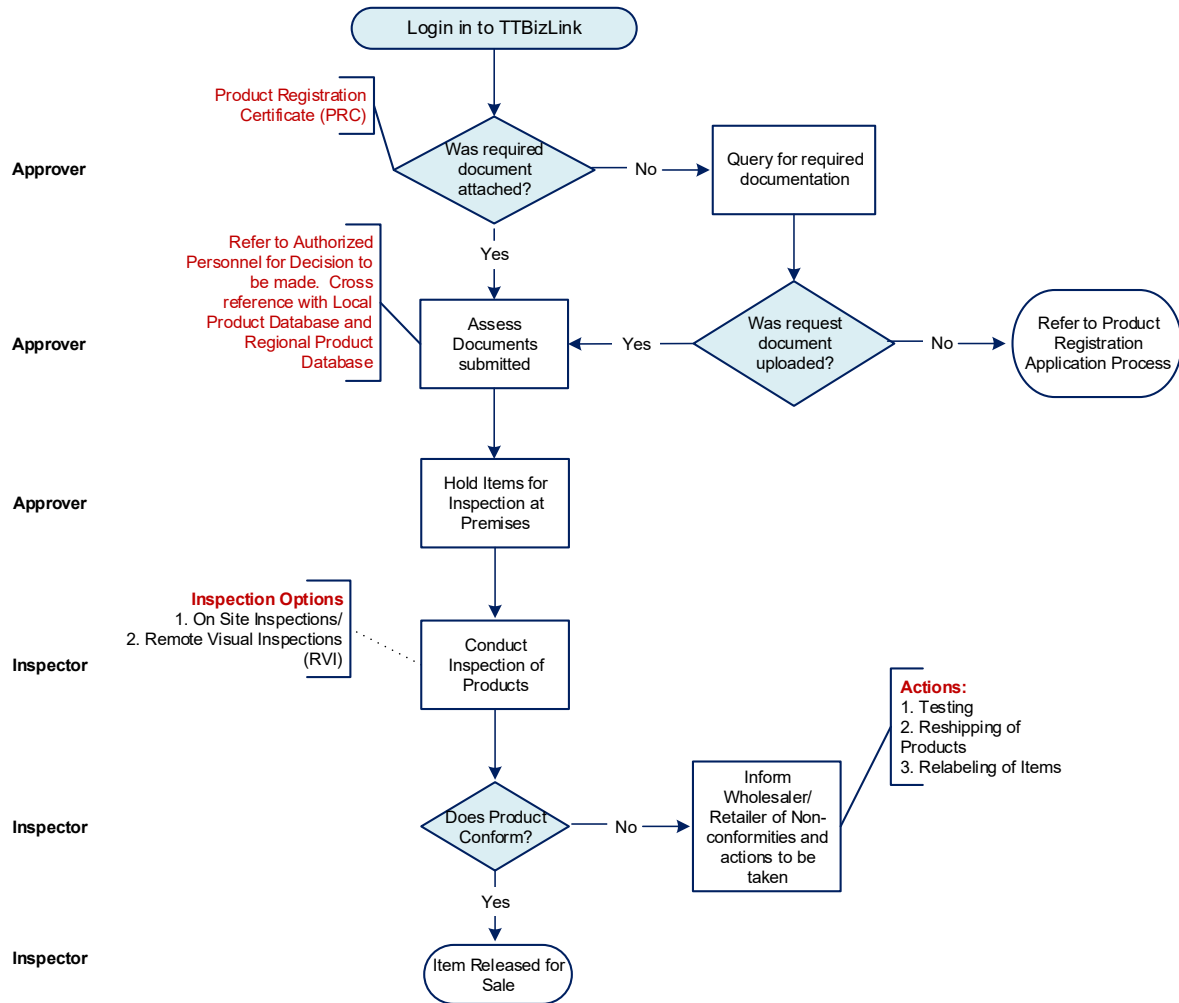 Login in to TTBizLink
Product Registration
Certificate (PRC)
Approver
Was required
document
attached?
No
Query for required
documentation
Yes
Refer to Authorized
Personnel for Decision to
be made. Cross
reference with Local
Product Database and
Regional Product
Database
Approver
Assess
Documents
submitted
Yes
Was request
document
uploaded?
No
Refer to Product
Registration
Application Process
Approver
Hold Items for
Inspection at
Premises
Inspection Options
1. On Site Inspections/
2. Remote Visual Inspections
(RVI)
Inspector
Conduct
Inspection of
Products
Actions:
1. Testing
2. Reshipping of
Products
3. Relabeling of Items
Inspector
Does Product
Conform?
No
Inform
Wholesaler/
Retailer of Non-
conformities and
actions to be
taken
Yes
Inspector
Item Released for
Sale